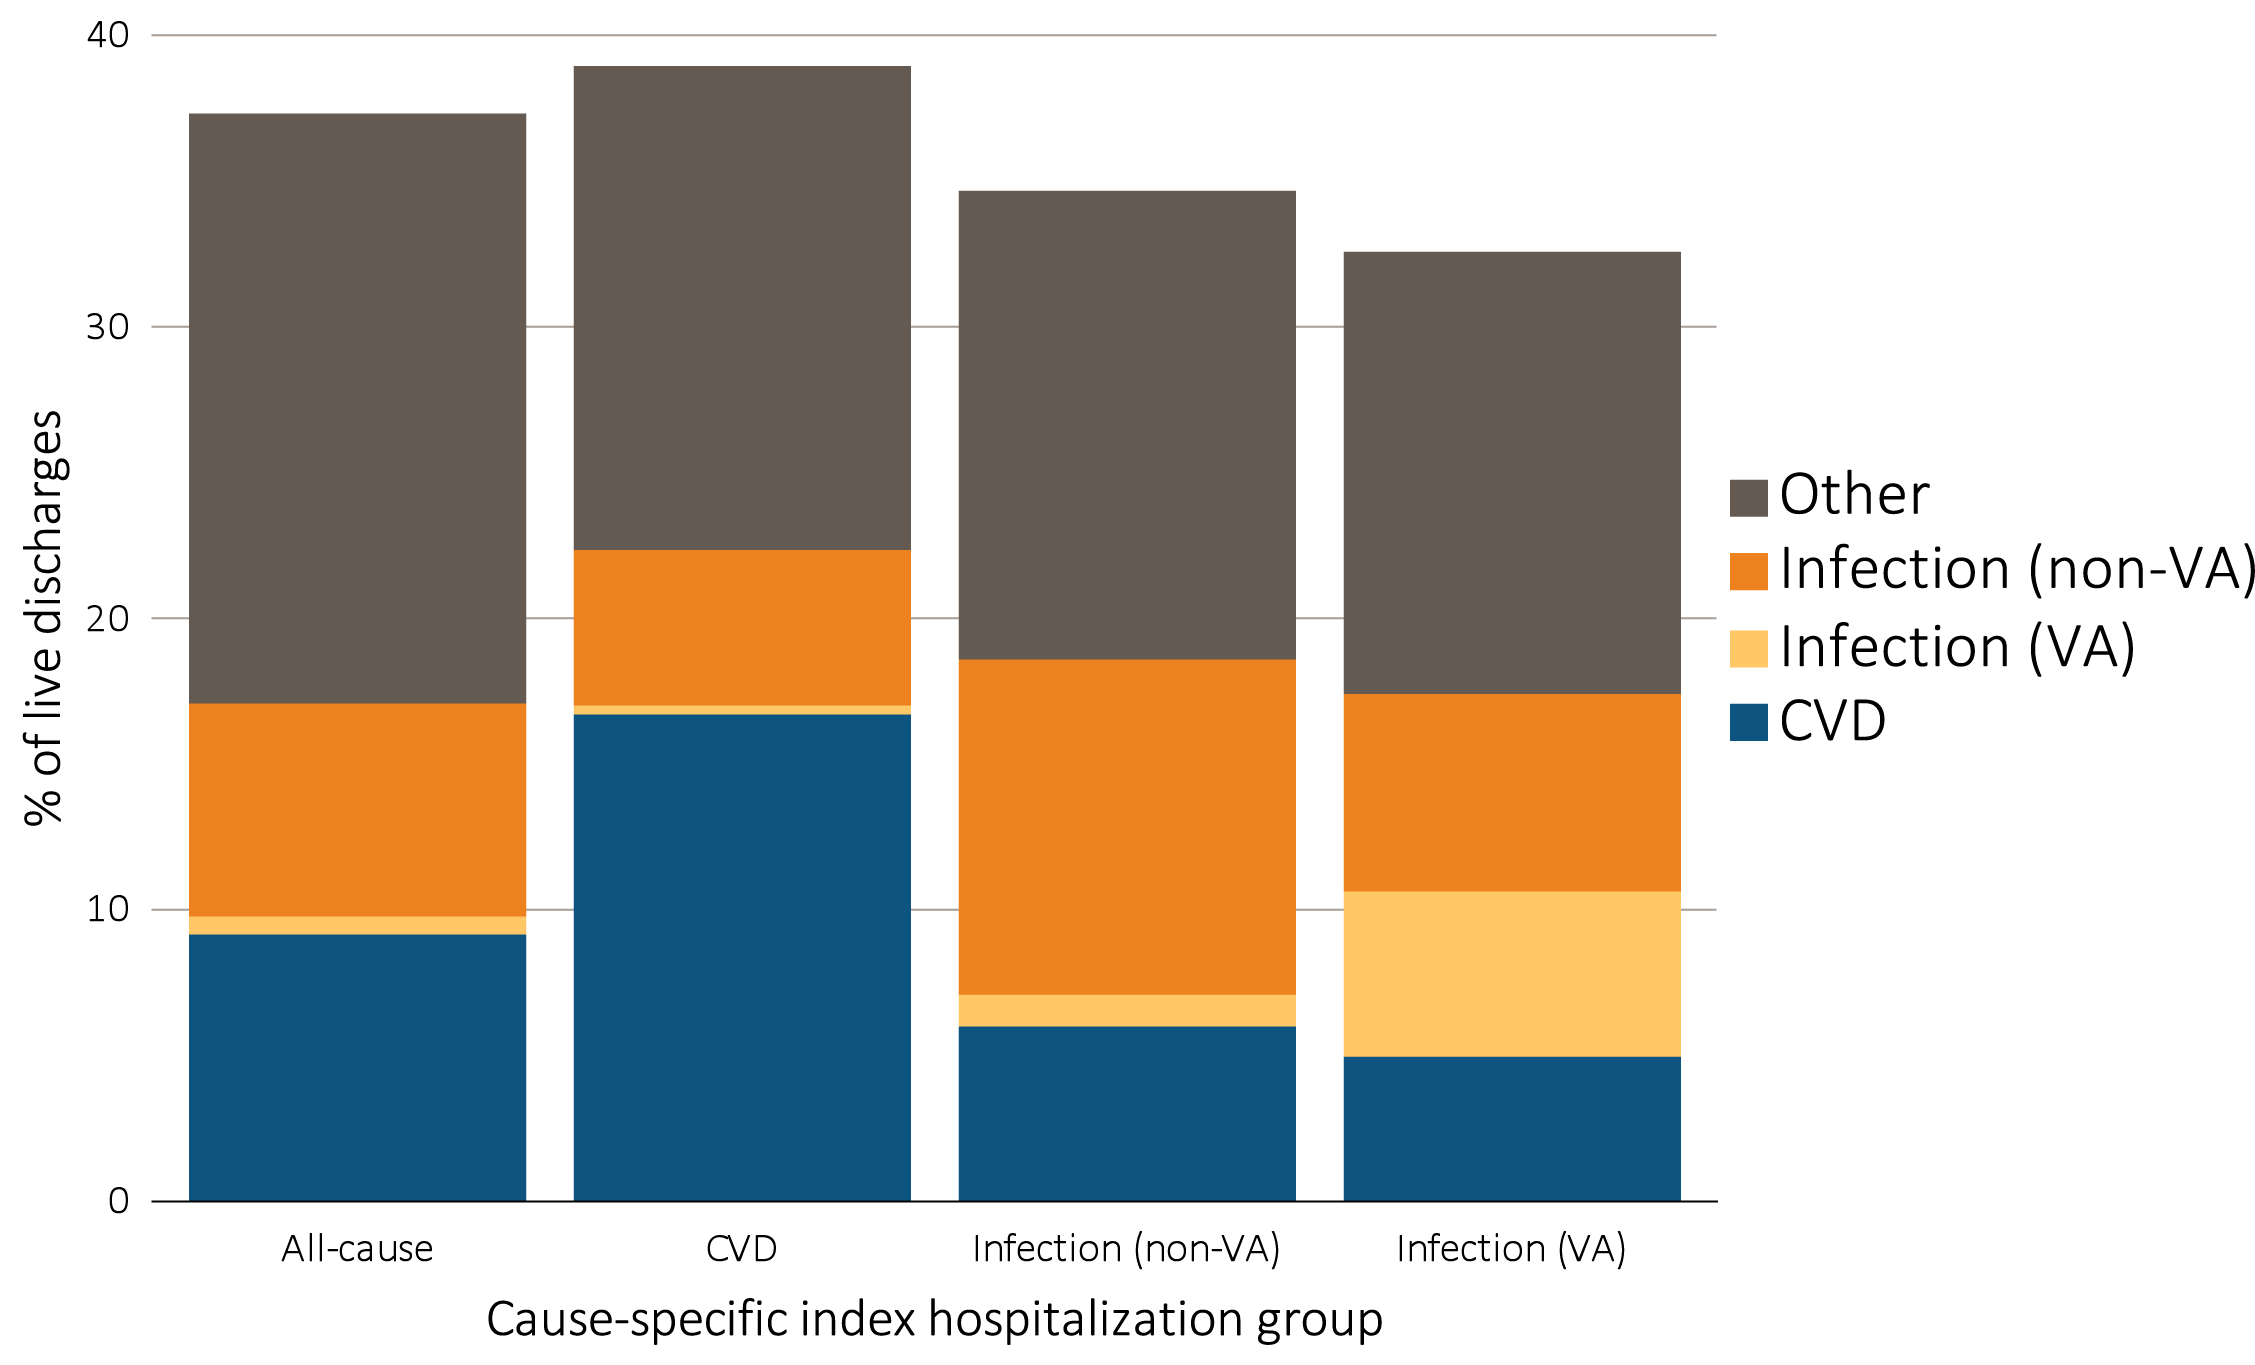 40
30
20
10
0
% of live discharges
All-cause
CVD
Infection (non-VA)
Infection (VA)
Cause-specific index hospitalization group
Other
Infection (non-VA)
Infection (VA)
CVD